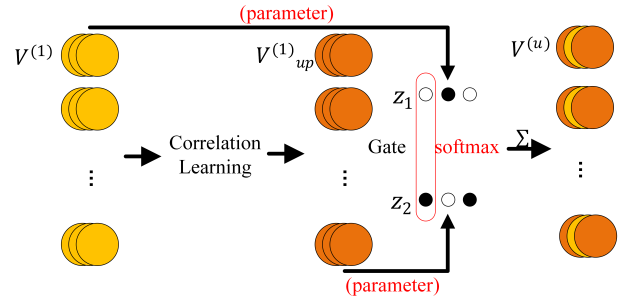 (parameter)
V(1)
V(1)up
V(u)
z1
Correlation
Learning
Gate
softmax
Σ
...
...
...
z2
(parameter)